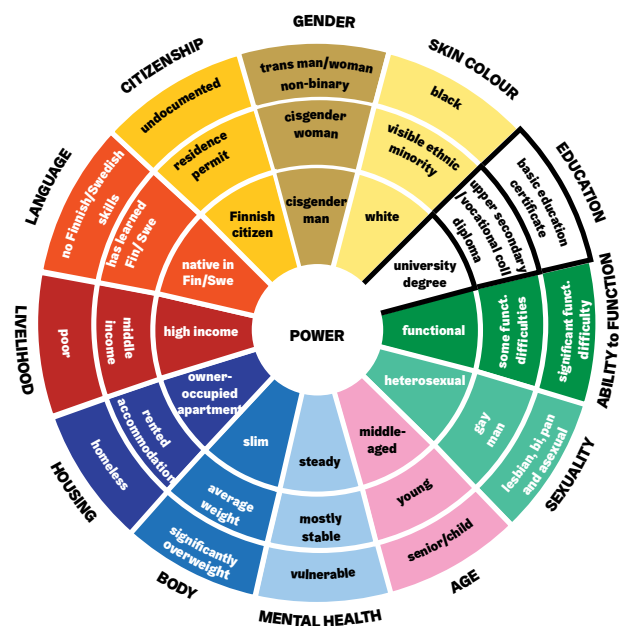 GENDER
trans man/woman
non-binary
cisgender
woman
cisgender
man
SKIN COLOUR
black
visible ethnic
minority
white
EDUCATION
basic education
certificate
upper secondary
/vocational coll
diploma
university
degree
ABILITY to FUNCTION
significant funct.
difficulty
some funct.
difficulties
functional
SEXUALITY
lesbian, bi, pan
and asexual
gay
man
heterosexual
AGE
senior/child
young
middle-
aged
MENTAL HEALTH
vulnerable
mostly
stable
steady
BODY
significantly
overweight
average
weight
slim
HOUSING
homeless
rented
accommodation
owner-
occupied
apartment
LIVELIHOOD
poor
middle
income
high income
LANGUAGE
no Finnish/Swedish
skills
has learned
Fin/ Swe
native in
Fin/Swe
CITIZENSHIP
undocumented
residence
permit
Finnish
citizen
POWER